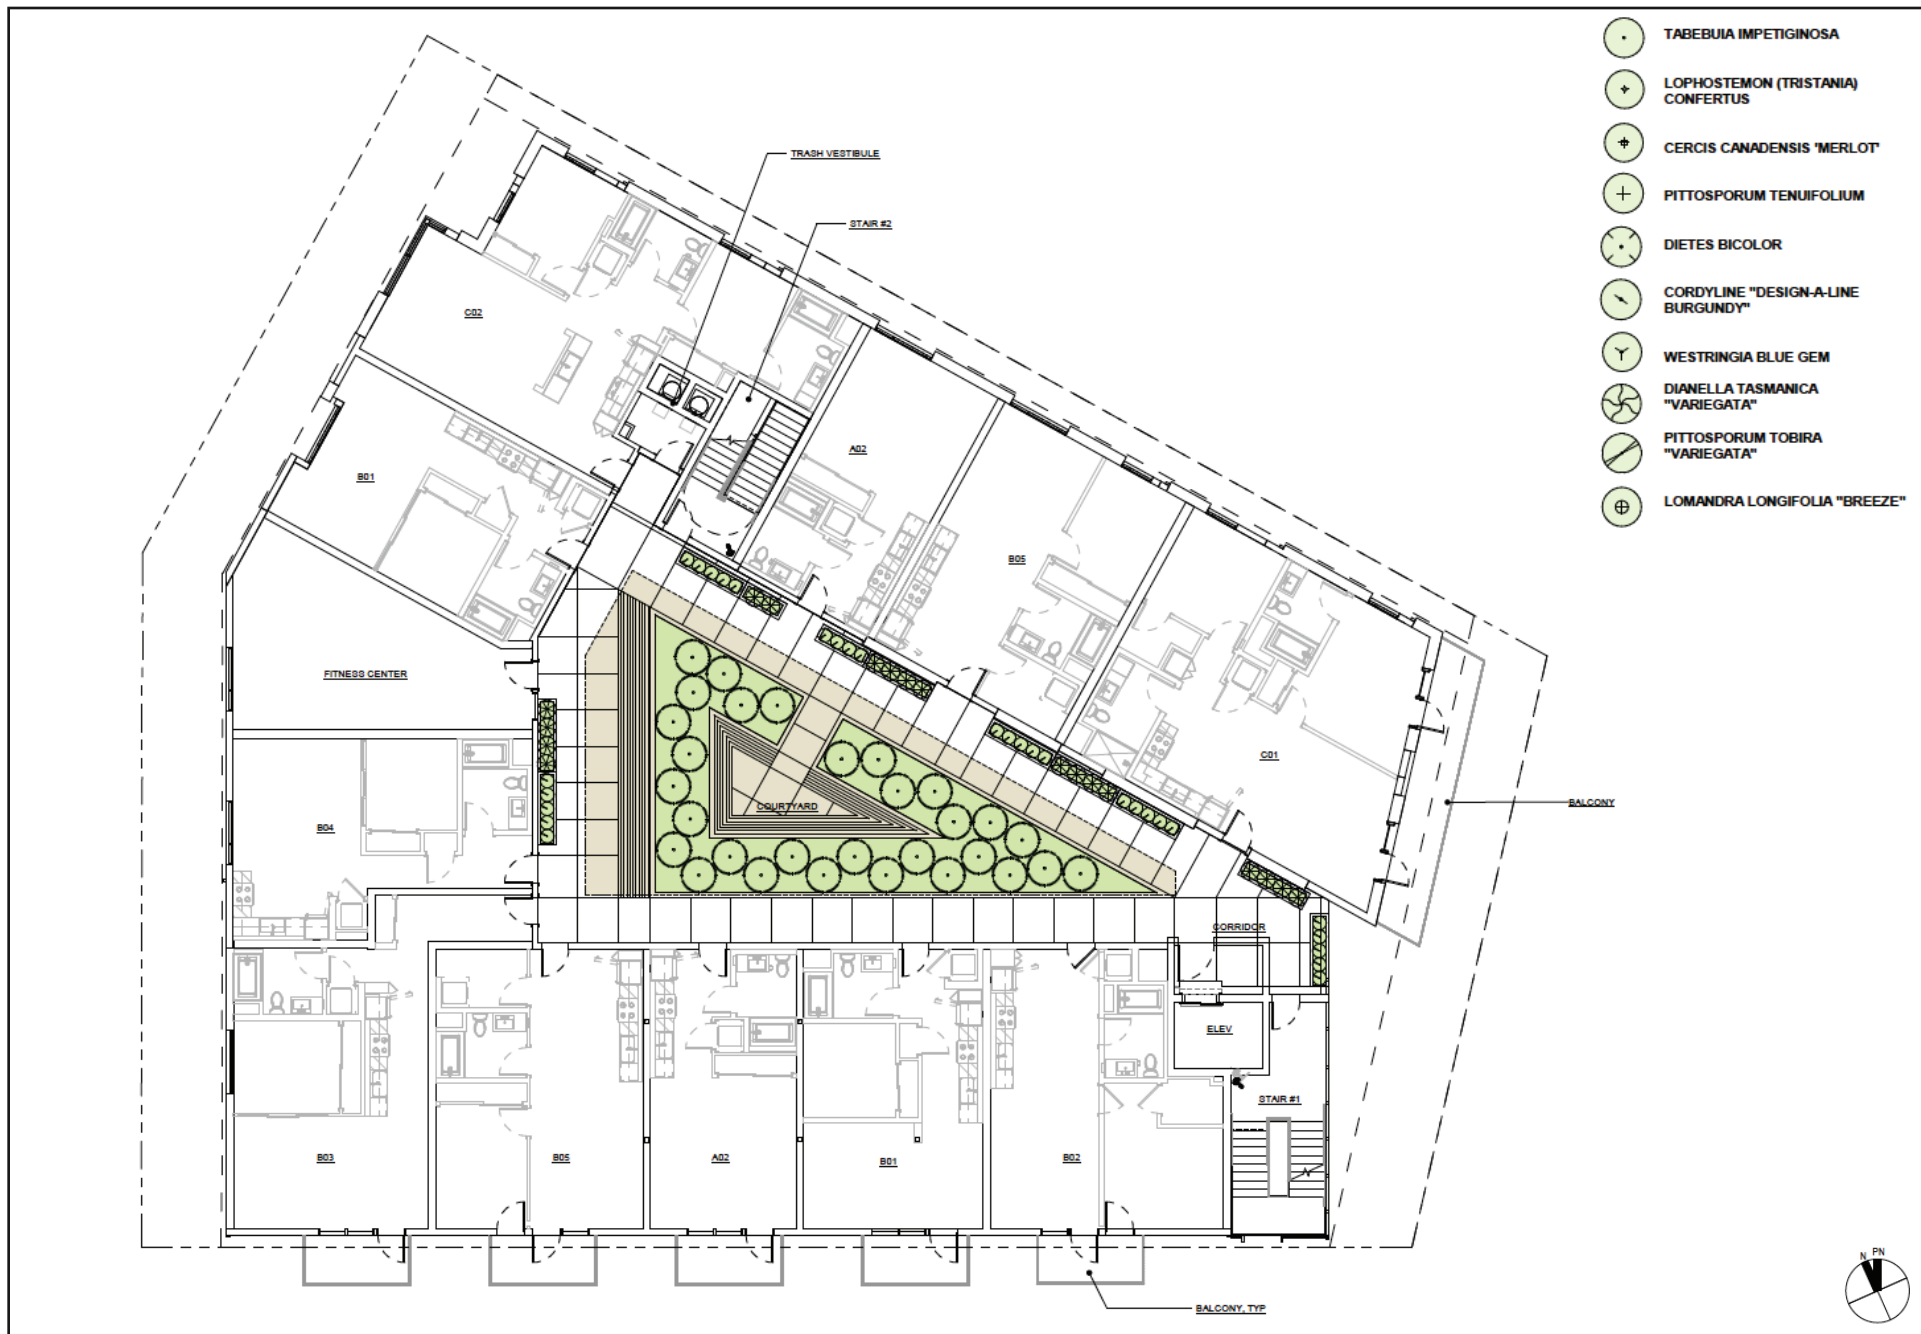 TABEBUIA IMPETIGINOSA
LOPHOSTEMON (TRISTANIA)
CONFERTUS
CERCIS CANADENSIS 'MERLOT'
PITTOSPORUM TENUIFOLIUM
DIETES BICOLOR
CORDYLINE "DESIGN-A-LINE
BURGUNDY"
WESTRINGIA BLUE GEM
DIANELLA TASMANICA
"VARIEGATA"
PITTOSPORUM TOBIRA
"VARIEGATA"
LOMANDRA LONGIFOLIA "BREEZE"
TRASH VESTIBULE
STAIR #2
C02
A02
B01
B05
FITNESS CENTER
C01
COURTYARD
BALCONY
B04
CORRIDOR
ELEV
STAIR #1
B03
B05
A02
B01
B02
BALCONY, TYP
N PN